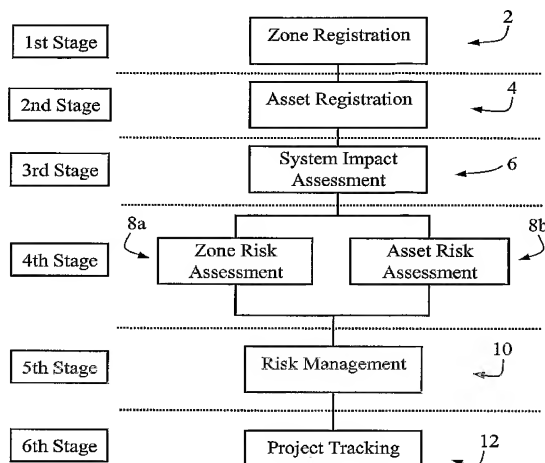 1st Stage
Zone Registration
2
2nd Stage
Asset Registration
4
3rd Stage
System Impact
Assessment
6
4th Stage
8a
Zone Risk
Assessment
Asset Risk
Assessment
8b
5th Stage
Risk Management
10
6th Stage
Project Tracking
12